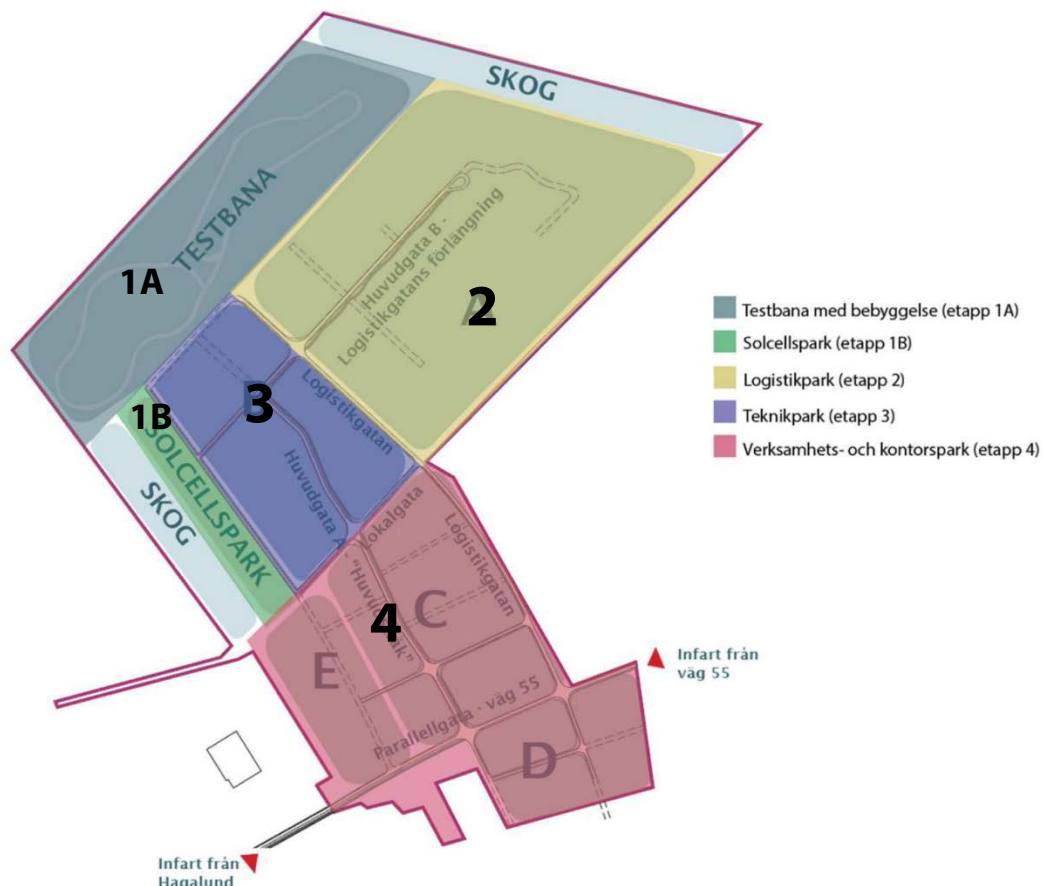 SKOG
TESTBANA
1A
Huvudgata B -
Logistikgatans förlängning
A
2
3
Logistikgatan
1B
SOLCELLSPARK
SKOG
Huvudgata A -
Lokalgata
Logistikgatan
C
4
E
Parallellgata - väg 55
D
Testbana med bebyggelse (etapp 1A)
Solcellspark (etapp 1B)
Logistikpark (etapp 2)
Teknikpark (etapp 3)
Verksamhets- och kontorspark (etapp 4)
Infart från
väg 55
Infart från
Hagalund